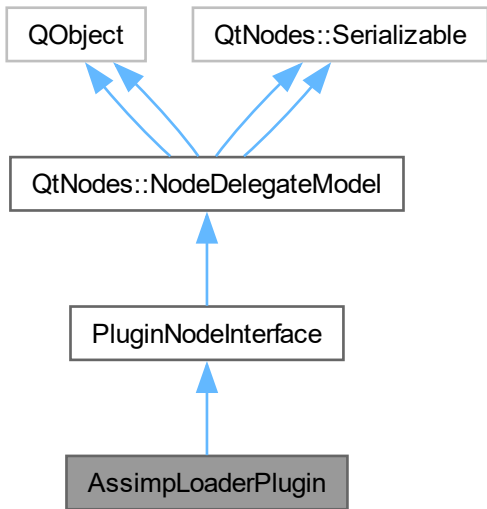 QObject
QtNodes::Serializable
QtNodes::NodeDelegateModel
PluginNodeInterface
AssimpLoaderPlugin